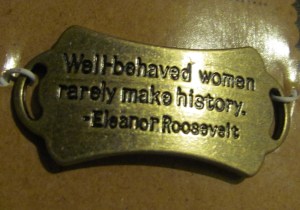 Well-behaved women
rarely make history.
-Eleanor Roosevelt